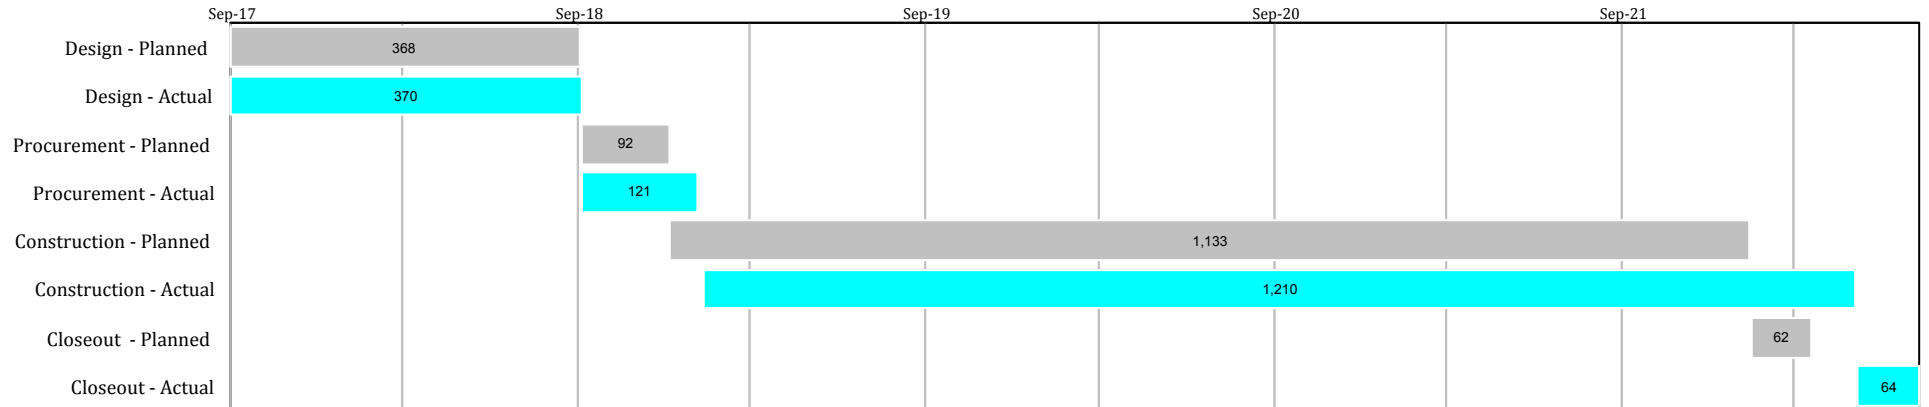 Sep-17 Sep-18 Sep-19 Sep-20 Sep-21
Design - Planned 368
Design - Actual 370
Procurement - Planned 92
Procurement - Actual 121
Construction - Planned 1,133
Construction - Actual 1,210
Closeout - Planned 62
Closeout - Actual 64